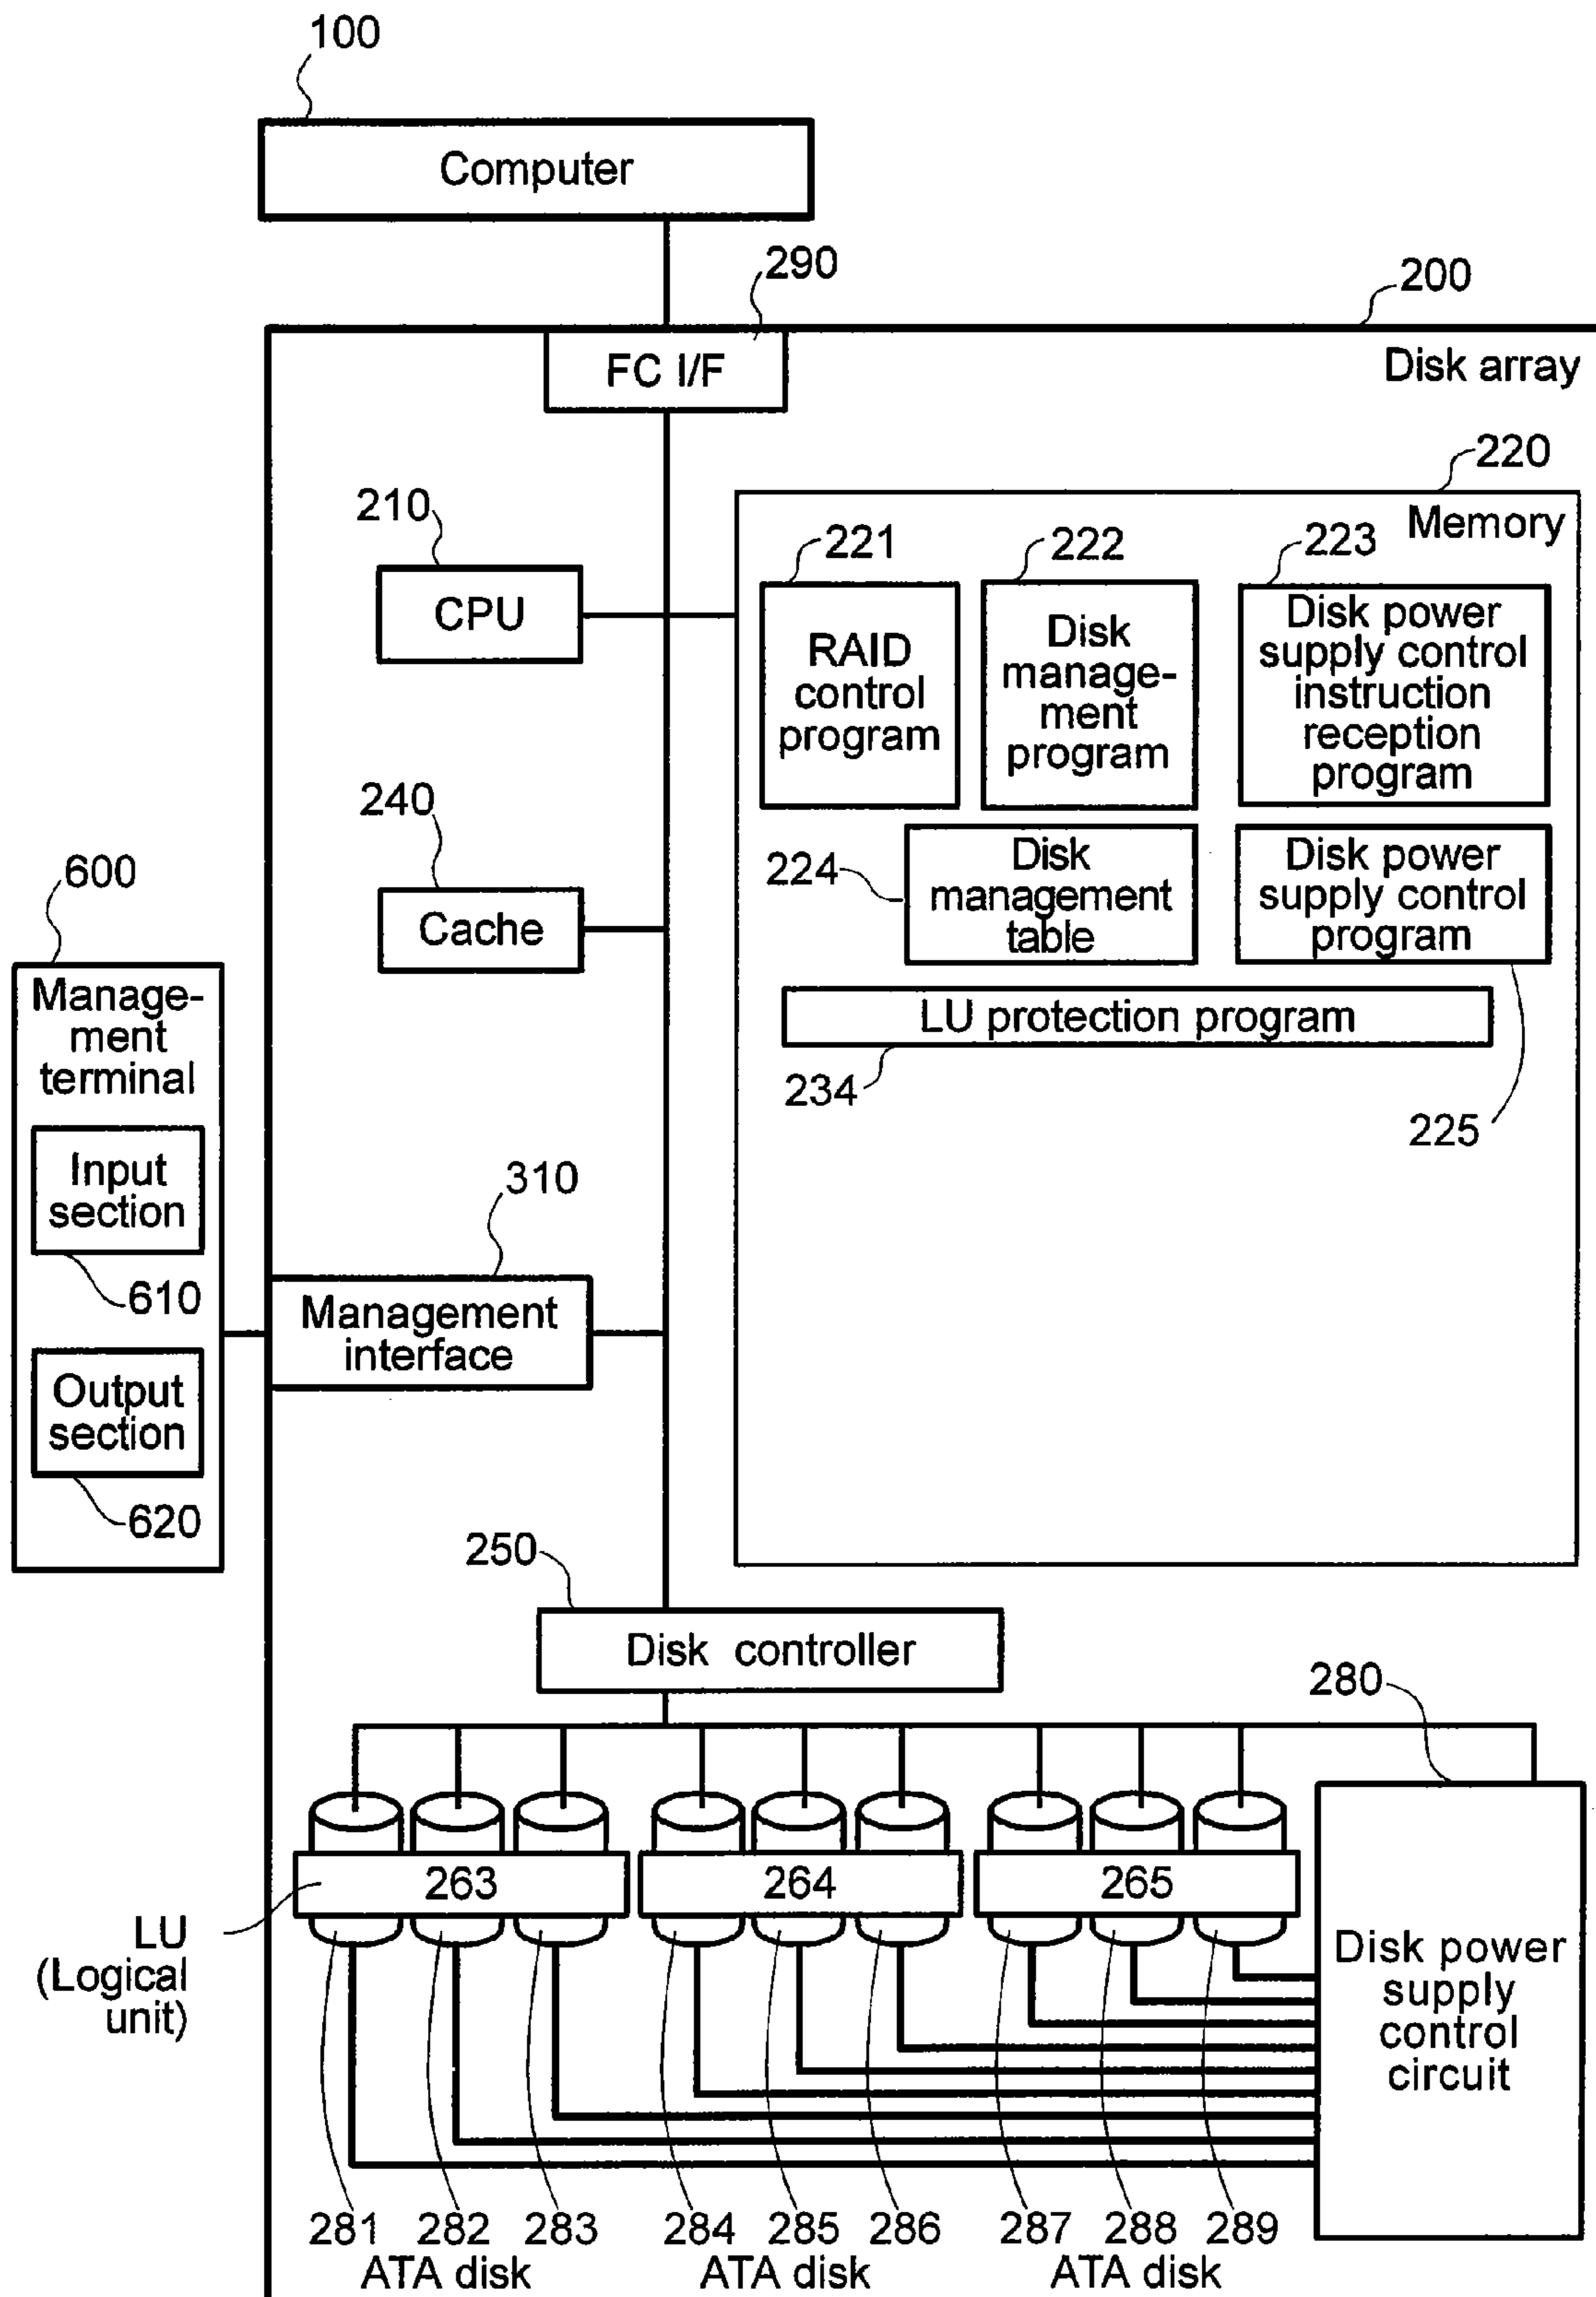 100
Computer
290
200
FC I/F
Disk array
220
Memory
210
CPU
221
222
223
RAID
control
program
Disk
manage-
ment
program
Disk power
supply control
instruction
reception
program
240
Cache
224
Disk
management
table
Disk power
supply control
program
600
Manage-
ment
terminal
LU protection program
234
225
Input
section
610
310
Management
interface
Output
section
620
250
Disk controller
280
263
264
265
LU
(Logical
unit)
Disk power
supply
control
circuit
281 282 283 284 285 286 287 288 289
ATA disk ATA disk ATA disk